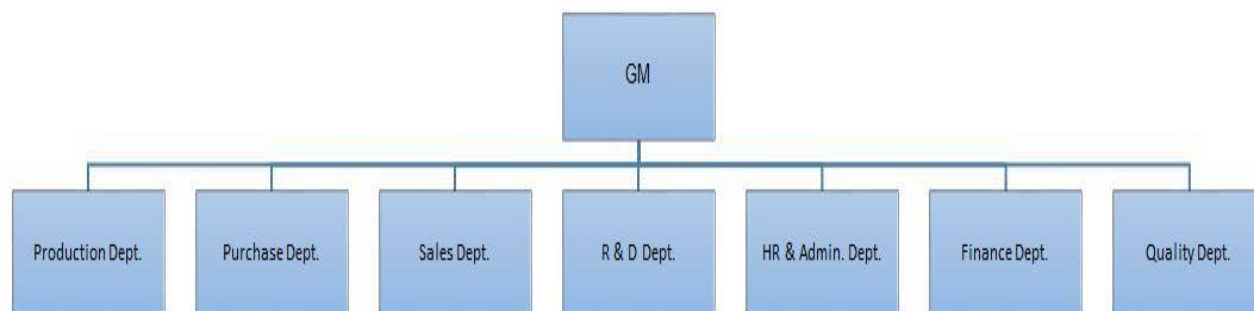 GM
Production Dept.
Purchase Dept.
Sales Dept.
R & D Dept.
HR & Admin. Dept.
Finance Dept.
Quality Dept.